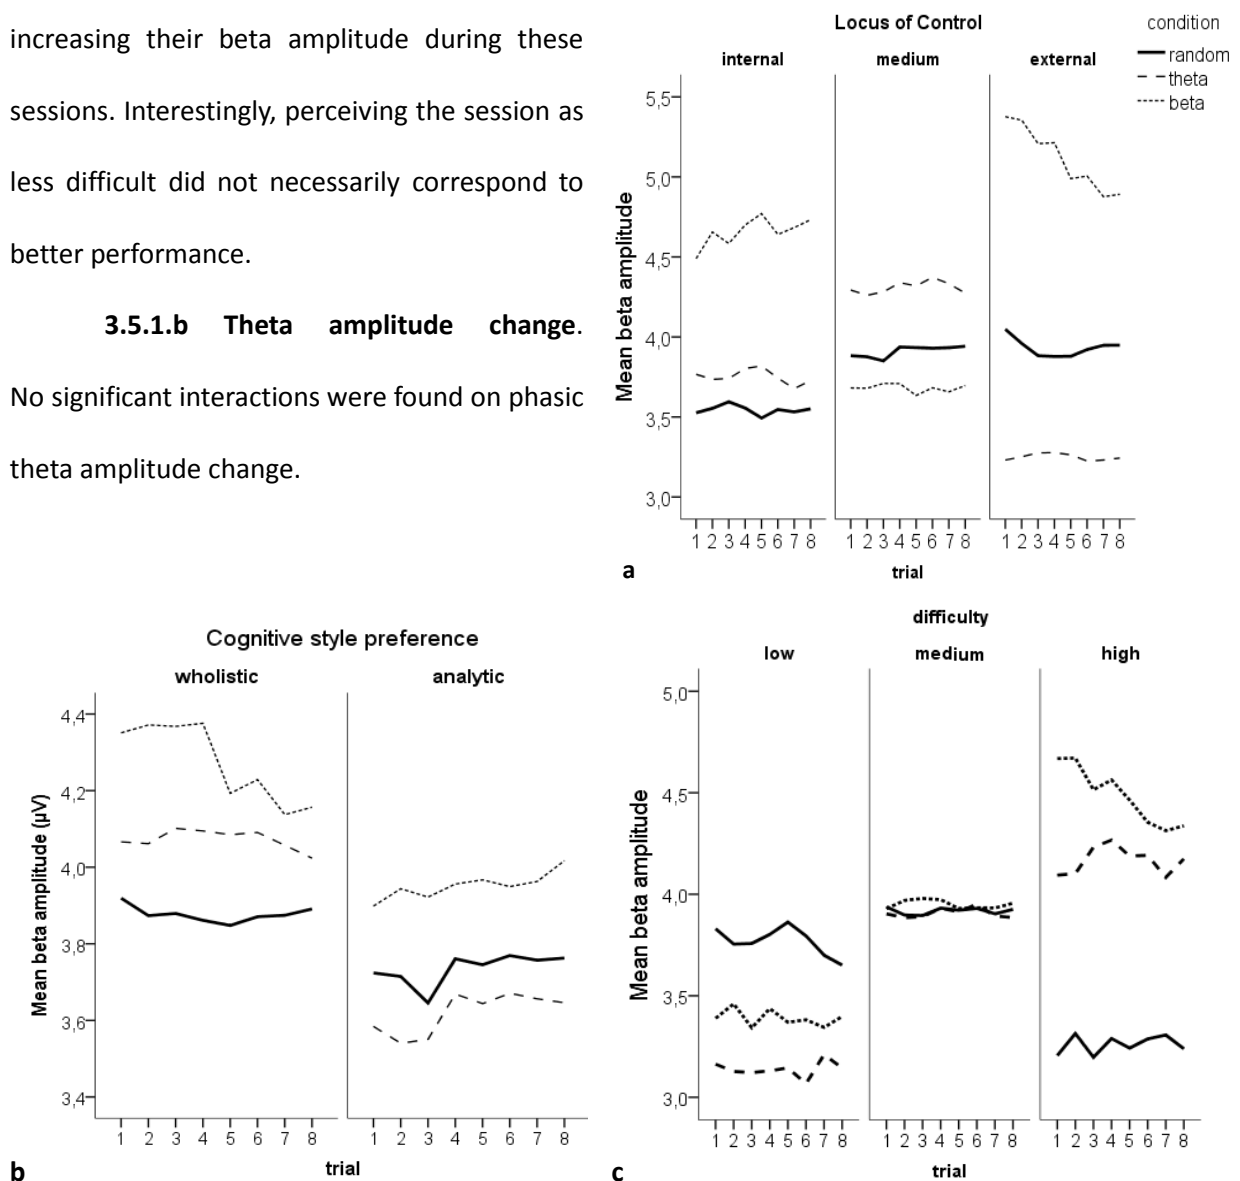 increasing their beta amplitude during these
sessions. Interestingly, perceiving the session as
less difficult did not necessarily correspond to
better performance.
3.5.1.b Theta amplitude change.
No significant interactions were found on phasic
theta amplitude change.
Locus of Control
condition
random
theta
beta
internal medium external
Mean beta amplitude
5,5
5,0
4,5
4,0
3,5
3,0
1 2 3 4 5 6 7 8 1 2 3 4 5 6 7 8 1 2 3 4 5 6 7 8
trial
a
Cognitive style preference
wholistic analytic
Mean beta amplitude (µV)
4,4
4,2
4,0
3,8
3,6
3,4
1 2 3 4 5 6 7 8 1 2 3 4 5 6 7 8
trial
b
difficulty
low medium high
Mean beta amplitude
5,0
4,5
4,0
3,5
3,0
1 2 3 4 5 6 7 8 1 2 3 4 5 6 7 8 1 2 3 4 5 6 7 8
trial
c